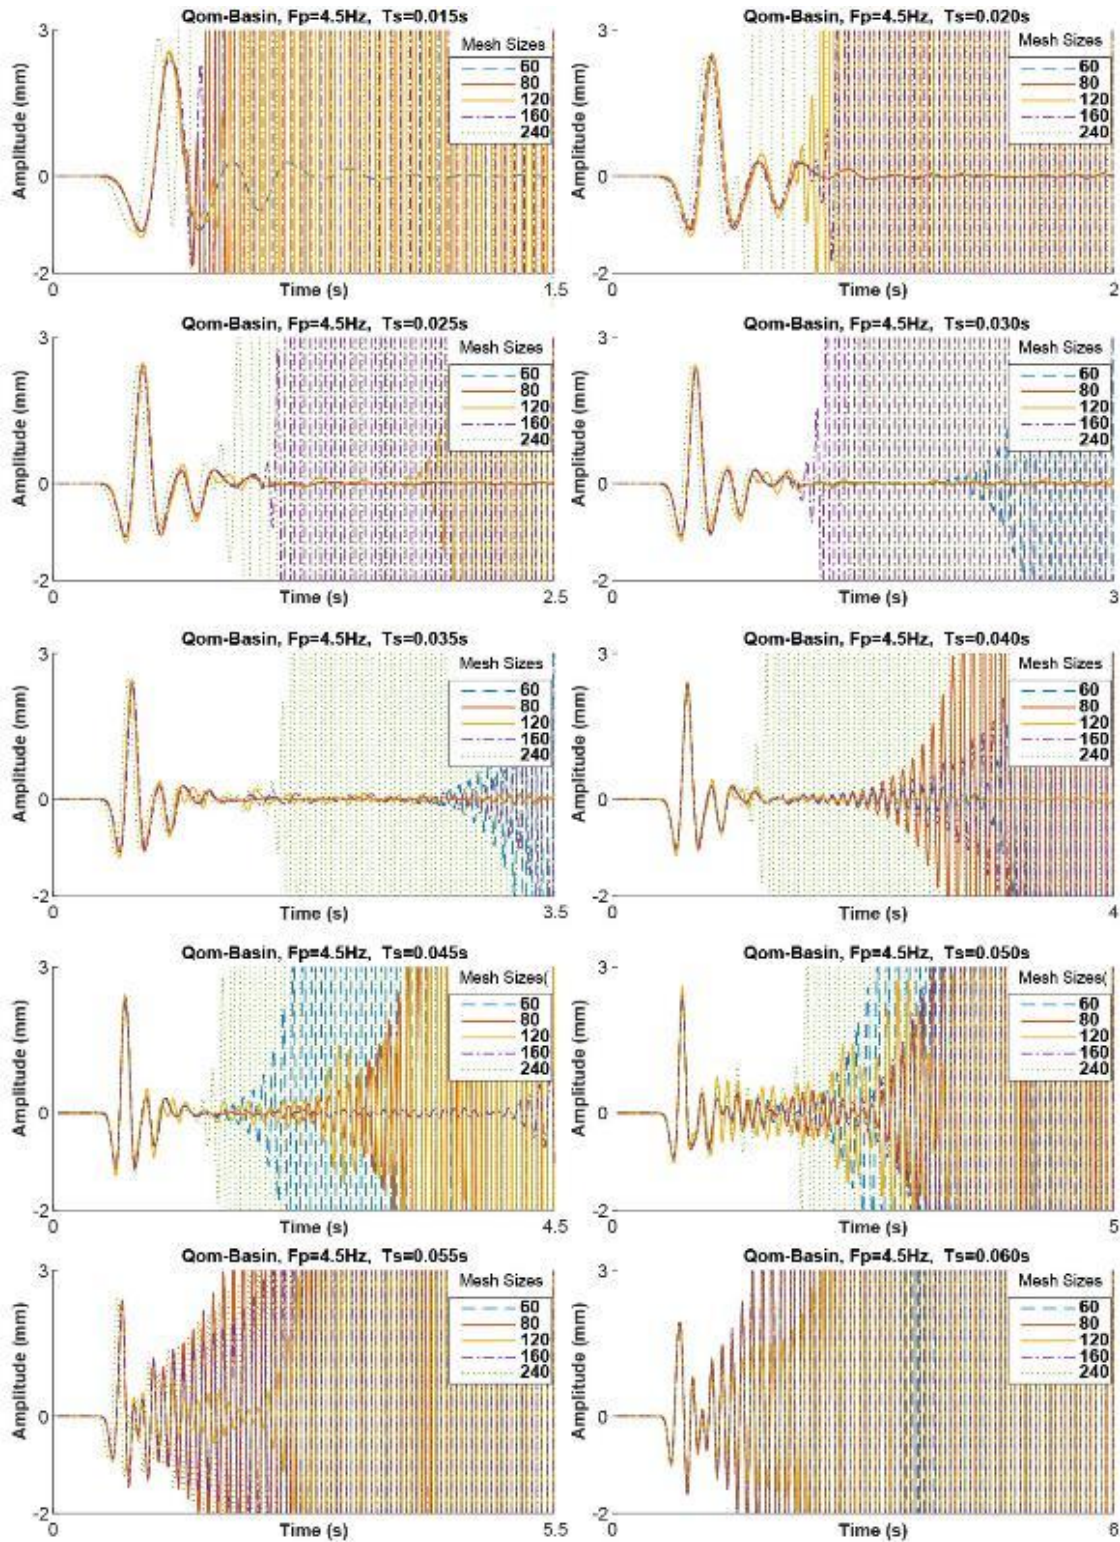 Qom-Basin, Fp=4.5Hz, Ts=0.015s
3
Mesh Sizes
60
80
120
160
240
Amplitude (mm)
0
-2
0
Time (s)
1.5
Qom-Basin, Fp=4.5Hz, Ts=0.020s
3
Mesh Sizes
60
80
120
160
240
Amplitude (mm)
0
-2
0
Time (s)
2
Qom-Basin, Fp=4.5Hz, Ts=0.025s
3
Mesh Sizes
60
80
120
160
240
Amplitude (mm)
0
-2
0
Time (s)
2.5
Qom-Basin, Fp=4.5Hz, Ts=0.030s
3
Mesh Sizes
60
80
120
160
240
Amplitude (mm)
0
-2
0
Time (s)
3
Qom-Basin, Fp=4.5Hz, Ts=0.035s
3
Mesh Sizes
60
80
120
160
240
Amplitude (mm)
0
-2
0
Time (s)
3.5
Qom-Basin, Fp=4.5Hz, Ts=0.040s
3
Mesh Sizes
60
80
120
160
240
Amplitude (mm)
0
-2
0
Time (s)
4
Qom-Basin, Fp=4.5Hz, Ts=0.045s
3
Mesh Sizes(
60
80
120
160
240
Amplitude (mm)
0
-2
0
Time (s)
4.5
Qom-Basin, Fp=4.5Hz, Ts=0.050s
3
Mesh Sizes(
60
80
120
160
240
Amplitude (mm)
0
-2
0
Time (s)
5
Qom-Basin, Fp=4.5Hz, Ts=0.055s
3
Mesh Sizes
60
80
120
160
240
Amplitude (mm)
0
-2
0
Time (s)
5.5
Qom-Basin, Fp=4.5Hz, Ts=0.060s
3
Mesh Sizes
60
80
120
160
240
Amplitude (mm)
0
-2
0
Time (s)
6